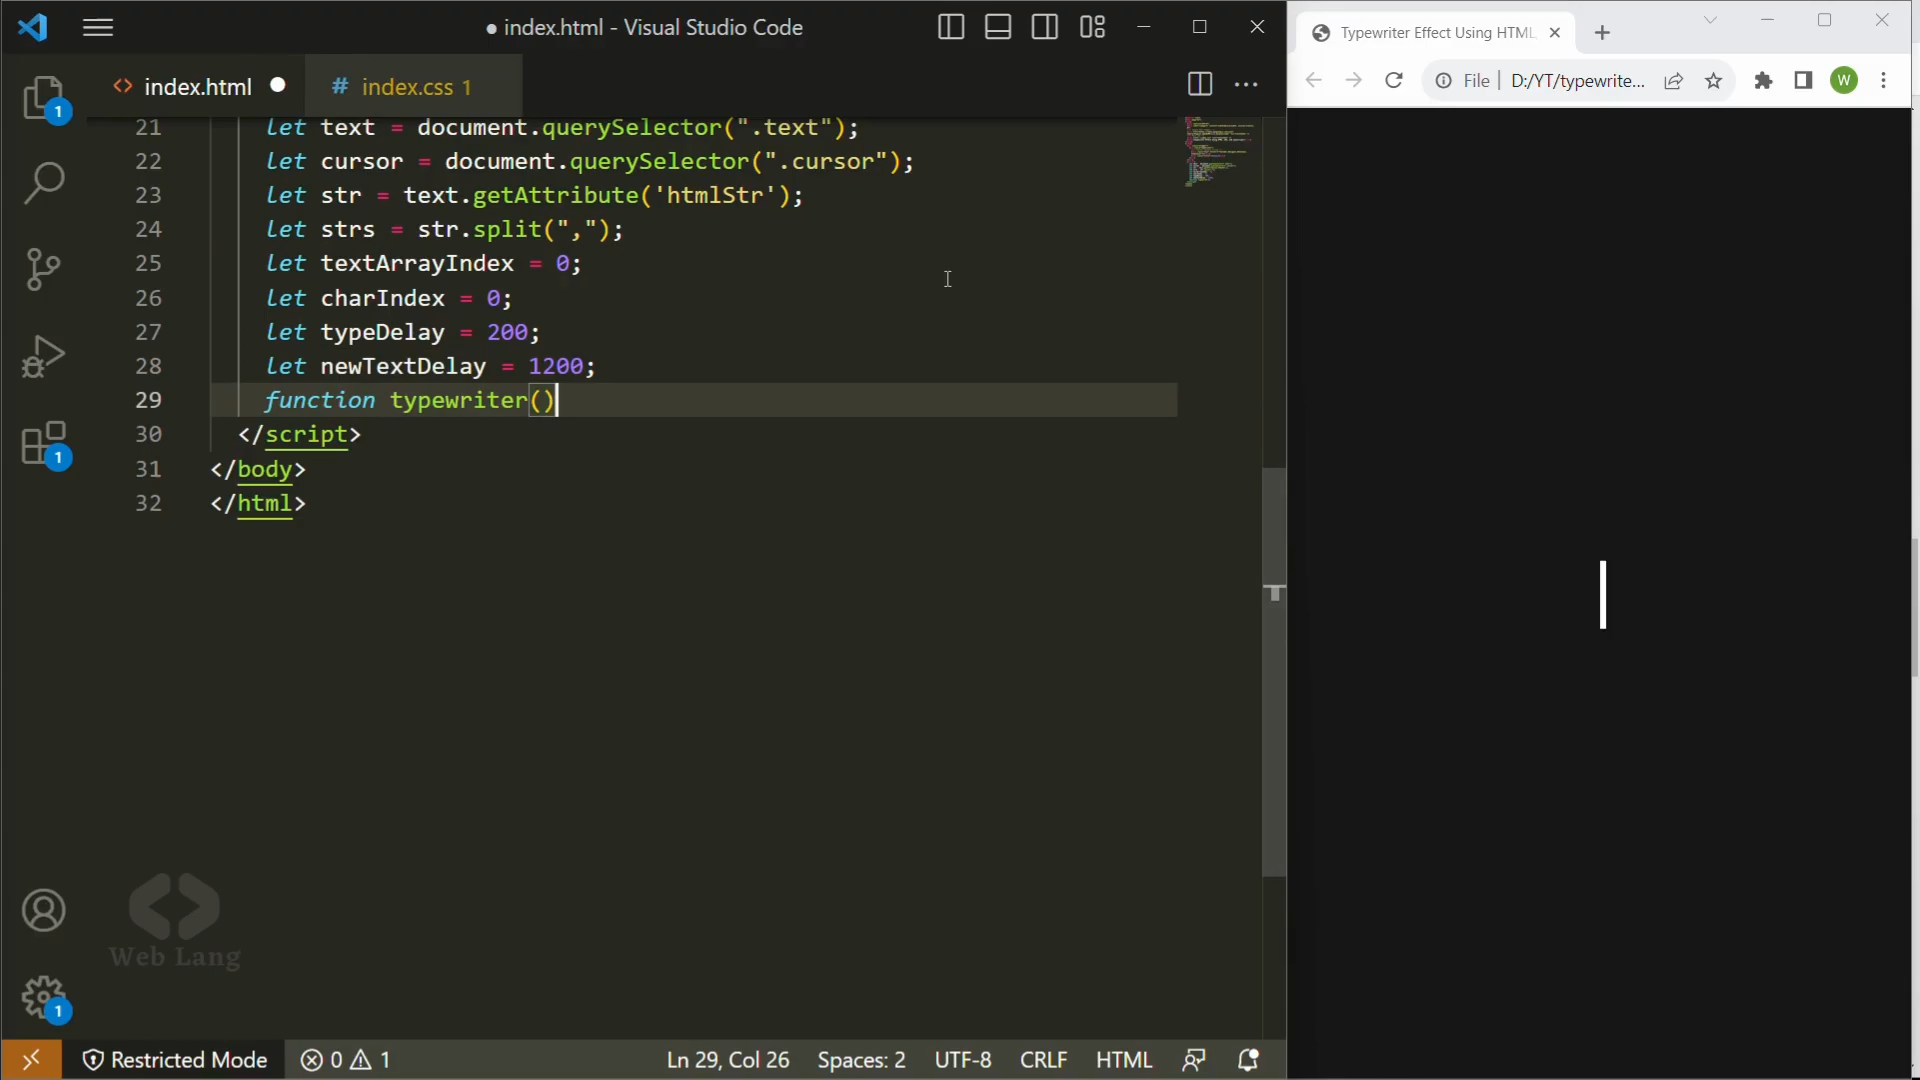 index.html - Visual Studio Code
index.html
# index.css 1
21 let text = document.querySelector(".text");
22 let cursor = document.querySelector(".cursor");
23 let str = text.getAttribute('htmlStr');
24 let strs = str.split(",");
25 let textArrayIndex = 0;
26 let charIndex = 0;
27 let typeDelay = 200;
28 let newTextDelay = 1200;
29 function typewriter()
30 </script>
31 </body>
32 </html>
1
1
1
Web Lang
Restricted Mode
0
1
Ln 29, Col 26
Spaces: 2
UTF-8
CRLF
HTML
Typewriter Effect Using HTML
File | D:/YT/typewrite...
W